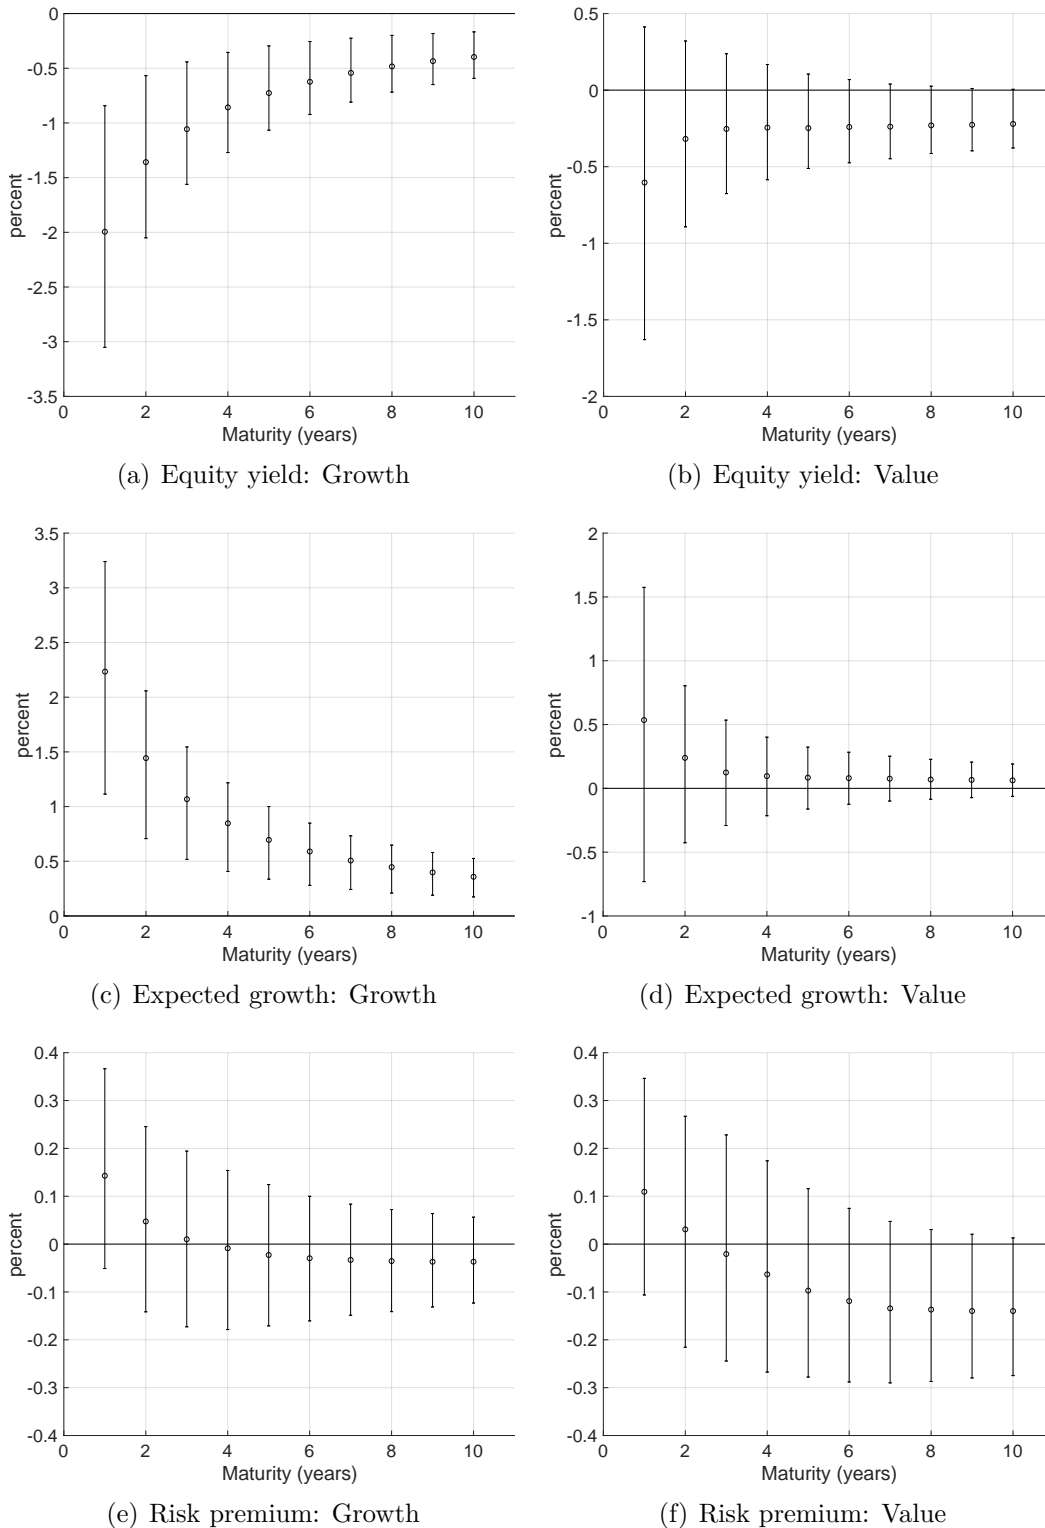 0
-0.5
-1
-1.5
-2
-2.5
-3
-3.5
percent
0 2 4 6 8 10
Maturity (years)
(a) Equity yield: Growth
0.5
0
-0.5
-1
-1.5
-2
percent
0 2 4 6 8 10
Maturity (years)
(b) Equity yield: Value
3.5
3
2.5
2
1.5
1
0.5
0
percent
0 2 4 6 8 10
Maturity (years)
(c) Expected growth: Growth
2
1.5
1
0.5
0
-0.5
-1
percent
0 2 4 6 8 10
Maturity (years)
(d) Expected growth: Value
0.4
0.3
0.2
0.1
0
-0.1
-0.2
-0.3
-0.4
percent
0 2 4 6 8 10
Maturity (years)
(e) Risk premium: Growth
0.4
0.3
0.2
0.1
0
-0.1
-0.2
-0.3
-0.4
percent
0 2 4 6 8 10
Maturity (years)
(f) Risk premium: Value